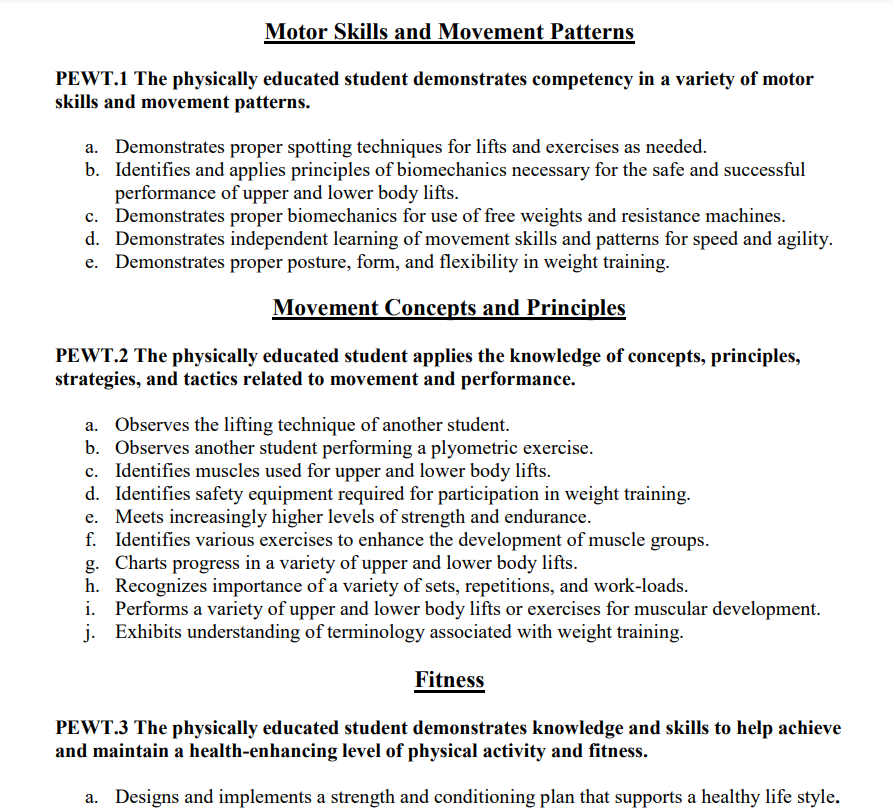 Motor Skills and Movement Patterns
PEWT.1 The physically educated student demonstrates competency in a variety of motor
skills and movement patterns.
a. Demonstrates proper spotting techniques for lifts and exercises as needed.
b. Identifies and applies principles of biomechanics necessary for the safe and successful
performance of upper and lower body lifts.
c. Demonstrates proper biomechanics for use of free weights and resistance machines.
d. Demonstrates independent learning of movement skills and patterns for speed and agility.
e. Demonstrates proper posture, form, and flexibility in weight training.
Movement Concepts and Principles
PEWT.2 The physically educated student applies the knowledge of concepts, principles,
strategies, and tactics related to movement and performance.
a. Observes the lifting technique of another student.
b. Observes another student performing a plyometric exercise.
c. Identifies muscles used for upper and lower body lifts.
d. Identifies safety equipment required for participation in weight training.
e. Meets increasingly higher levels of strength and endurance.
f. Identifies various exercises to enhance the development of muscle groups.
g. Charts progress in a variety of upper and lower body lifts.
h. Recognizes importance of a variety of sets, repetitions, and work-loads.
i. Performs a variety of upper and lower body lifts or exercises for muscular development.
j. Exhibits understanding of terminology associated with weight training.
Fitness
PEWT.3 The physically educated student demonstrates knowledge and skills to help achieve
and maintain a health-enhancing level of physical activity and fitness.
a. Designs and implements a strength and conditioning plan that supports a healthy life style.